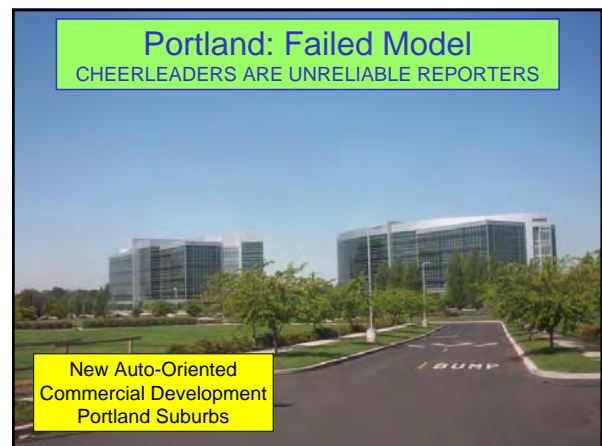 Portland: Failed Model
CHEERLEADERS ARE UNRELIABLE REPORTERS
BUMP
New Auto-Oriented
Commercial Development
Portland Suburbs